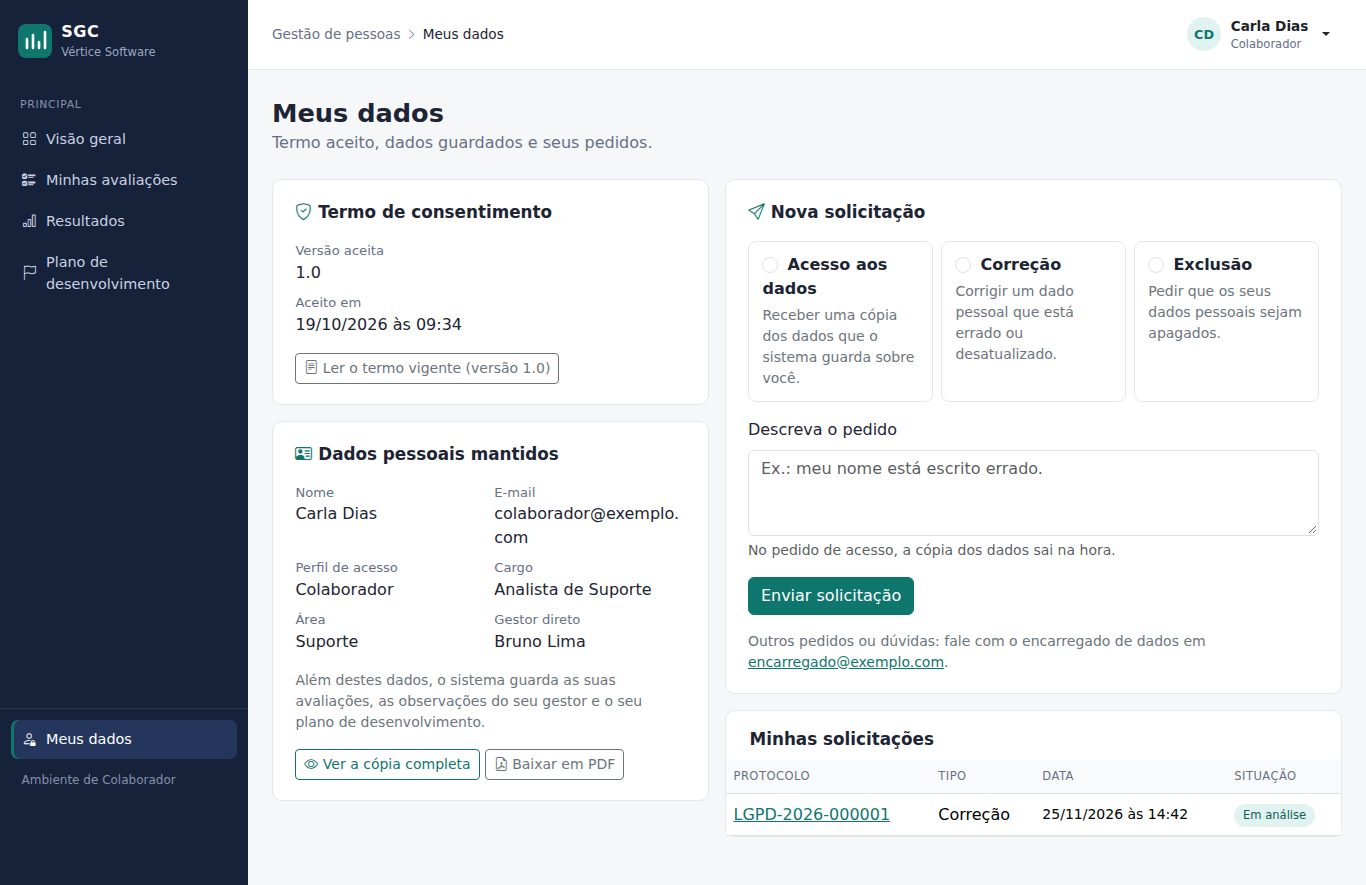 SGC
Vértice Software
PRINCIPAL
Visão geral
Minhas avaliações
Resultados
Plano de
desenvolvimento
Meus dados
Ambiente de Colaborador
Gestão de pessoas > Meus dados
CD
Carla Dias
Colaborador
Meus dados
Termo aceito, dados guardados e seus pedidos.
Termo de consentimento
Versão aceita
1.0
Aceito em
19/10/2026 às 09:34
Ler o termo vigente (versão 1.0)
Dados pessoais mantidos
Nome
Carla Dias
E-mail
colaborador@exemplo.
com
Perfil de acesso
Colaborador
Cargo
Analista de Suporte
Área
Suporte
Gestor direto
Bruno Lima
Além destes dados, o sistema guarda as suas
avaliações, as observações do seu gestor e o seu
plano de desenvolvimento.
Ver a cópia completa
Baixar em PDF
Nova solicitação
Acesso aos
dados
Receber uma cópia
dos dados que o
sistema guarda sobre
você.
Correção
Corrigir um dado
pessoal que está
errado ou
desatualizado.
Exclusão
Pedir que os seus
dados pessoais sejam
apagados.
Descreva o pedido
Ex.: meu nome está escrito errado.
No pedido de acesso, a cópia dos dados sai na hora.
Enviar solicitação
Outros pedidos ou dúvidas: fale com o encarregado de dados em
encarregado@exemplo.com.
Minhas solicitações
PROTOCOLO TIPO DATA SITUAÇÃO
LGPD-2026-000001 Correção 25/11/2026 às 14:42 Em análise